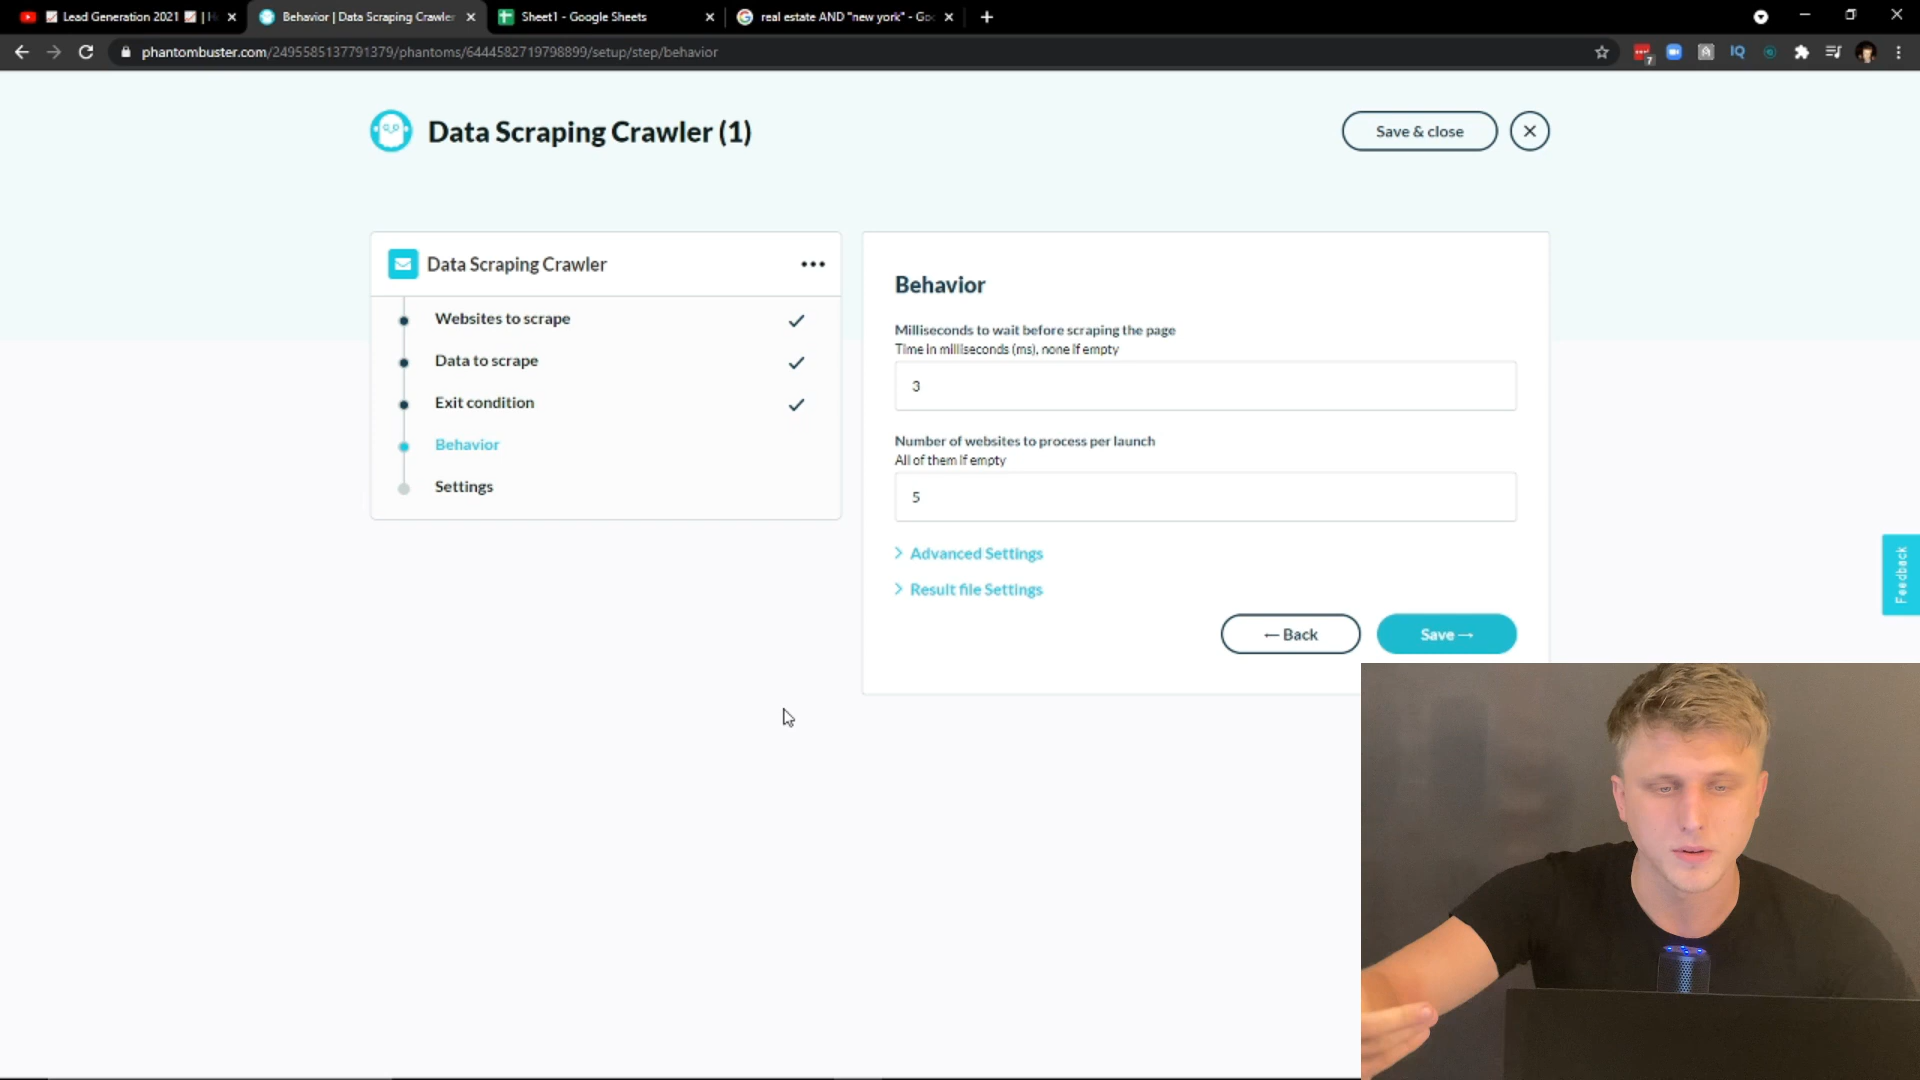 Lead Generation 2021
Behavior | Data Scraping Crawler
Sheet1 - Google Sheets
real estate AND "new york" - Go
phantombuster.com/2495585137791379/phantoms/6444582719798899/setup/step/behavior
7
IQ
Data Scraping Crawler (1)
Save & close
Data Scraping Crawler
Websites to scrape
Data to scrape
Exit condition
Behavior
Settings
Behavior
Milliseconds to wait before scraping the page
Time in milliseconds (ms), none if empty
3
Number of websites to process per launch
All of them if empty
5
> Advanced Settings
> Result file Settings
← Back
Save →
Feedback